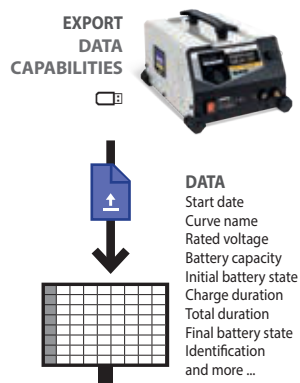 EXPORT
DATA
CAPABILITIES
DATA
Start date
Curve name
Rated voltage
Battery capacity
Initial battery state
Charge duration
Total duration
Final battery state
Identification
and more ...